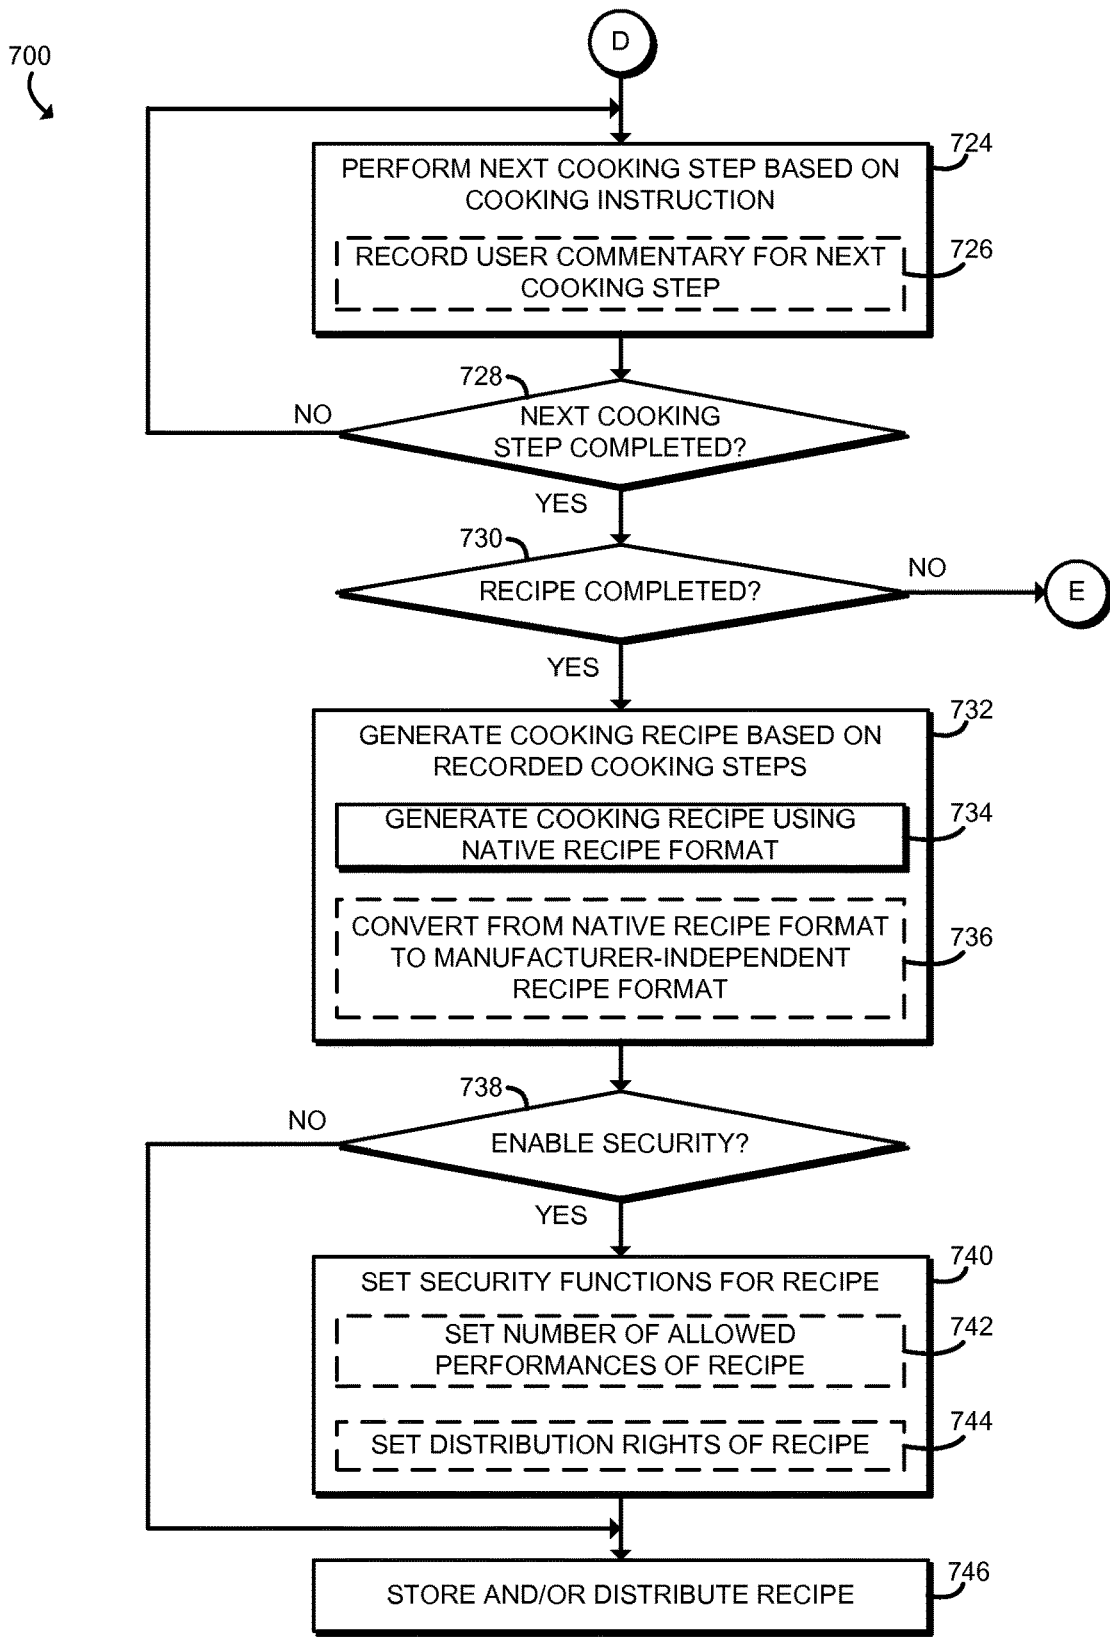 D
700
724
PERFORM NEXT COOKING STEP BASED ON
COOKING INSTRUCTION
726
RECORD USER COMMENTARY FOR NEXT
COOKING STEP
728
NO
NEXT COOKING
STEP COMPLETED?
YES
730
NO
RECIPE COMPLETED?
E
YES
732
GENERATE COOKING RECIPE BASED ON
RECORDED COOKING STEPS
734
GENERATE COOKING RECIPE USING
NATIVE RECIPE FORMAT
CONVERT FROM NATIVE RECIPE FORMAT
736
TO MANUFACTURER-INDEPENDENT
RECIPE FORMAT
738
NO
ENABLE SECURITY?
YES
740
SET SECURITY FUNCTIONS FOR RECIPE
742
SET NUMBER OF ALLOWED
PERFORMANCES OF RECIPE
744
SET DISTRIBUTION RIGHTS OF RECIPE
746
STORE AND/OR DISTRIBUTE RECIPE